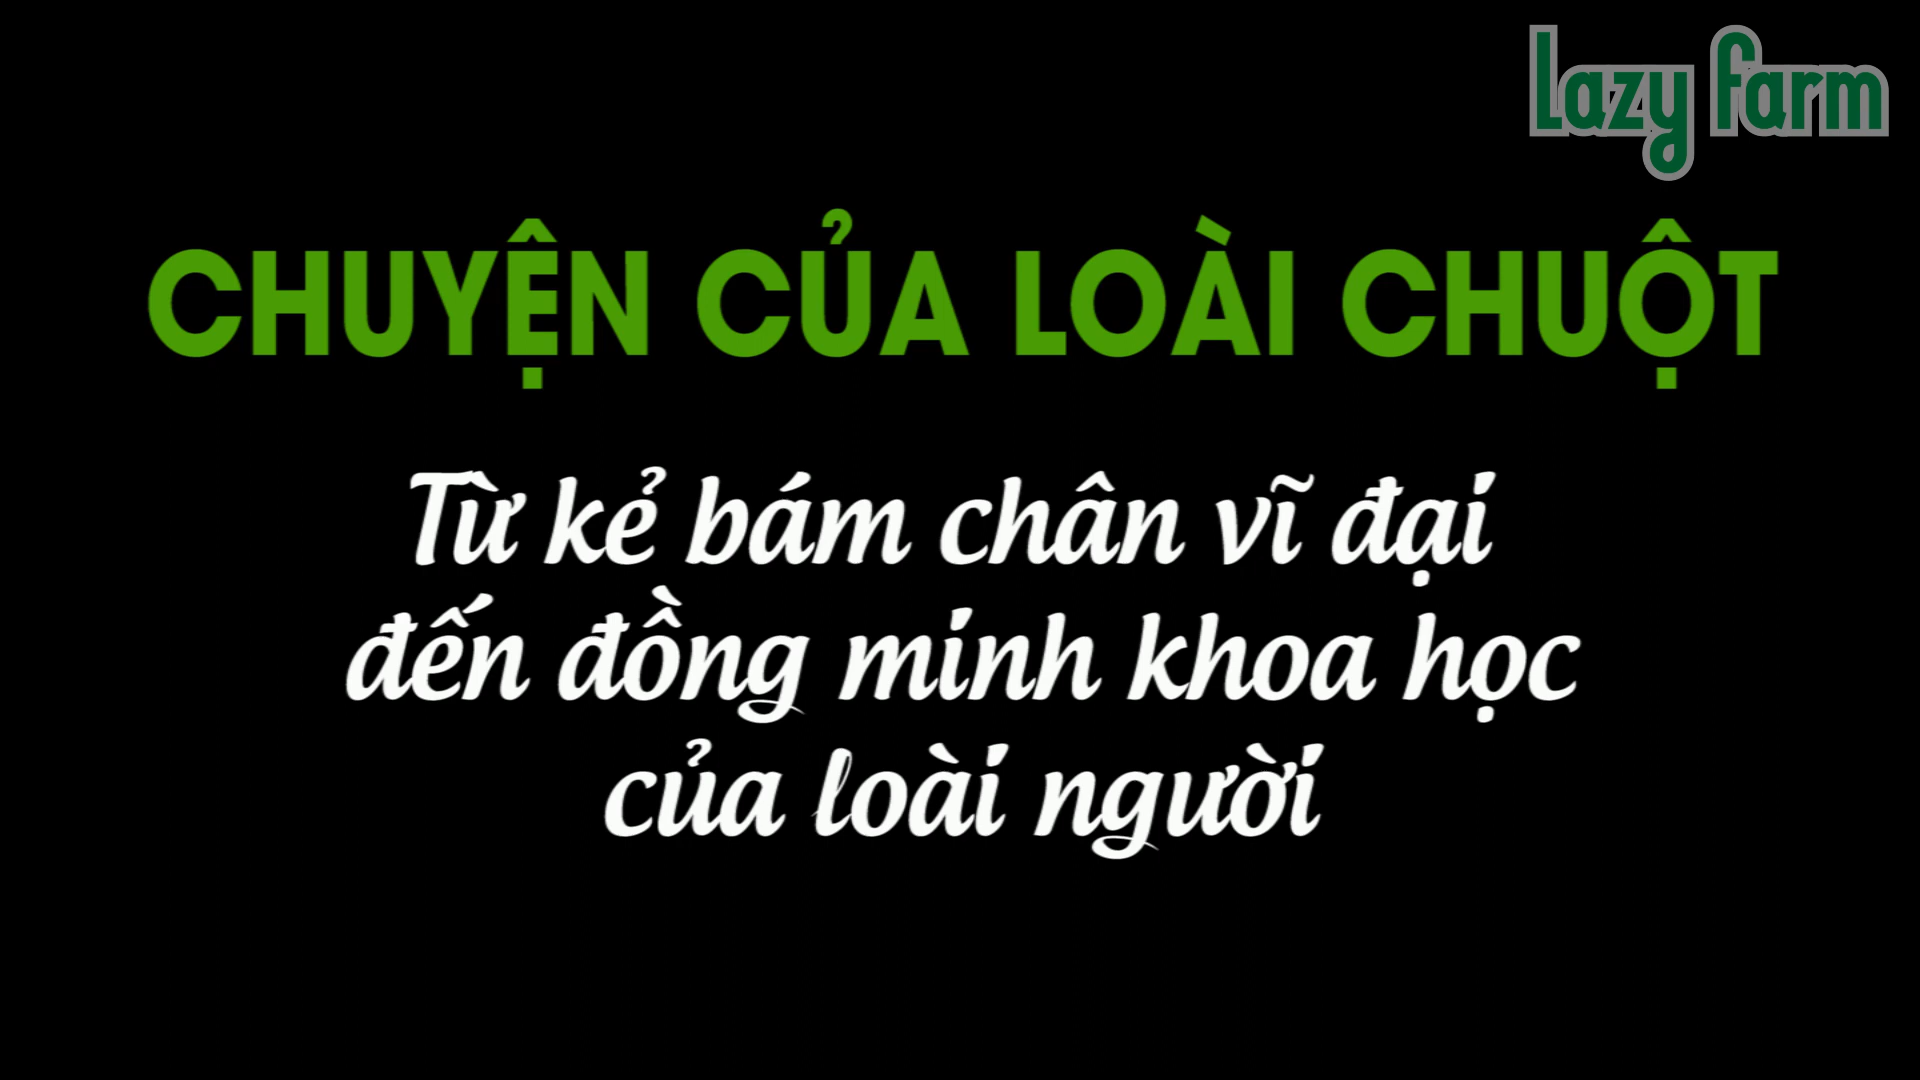 lazy farm
CHUYỆN CỦA LOÀI CHUỘT
Từ kẻ bám chân vĩ đại
đến đồng minh khoa học
của loài người